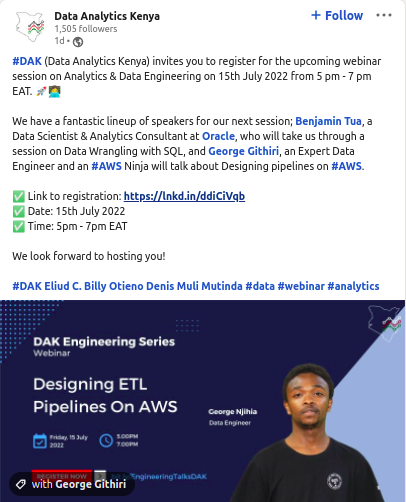 Data Analytics Kenya
+ Follow
1,505 followers
1d •
#DAK (Data Analytics Kenya) invites you to register for the upcoming webinar
session on Analytics & Data Engineering on 15th July 2022 from 5 pm - 7 pm
EAT. 🚀👩‍💻
We have a fantastic lineup of speakers for our next session; Benjamin Tua, a
Data Scientist & Analytics Consultant at Oracle, who will take us through a
session on Data Wrangling with SQL, and George Githiri, an Expert Data
Engineer and an #AWS Ninja will talk about Designing pipelines on #AWS.
✅ Link to registration: https://lnkd.in/ddiCiVqb
✅ Date: 15th July 2022
✅ Time: 5pm - 7pm EAT
We look forward to hosting you!
#DAK Eliud C. Billy Otieno Denis Muli Mutinda #data #webinar #analytics
DAK Engineering Series
Webinar
Designing ETL
Pipelines On AWS
George Njihia
Data Engineer
Friday, 15 July
2022
5.00PM
7.00PM
REGISTER NOW
EngineeringTalksDAK
with George Githiri